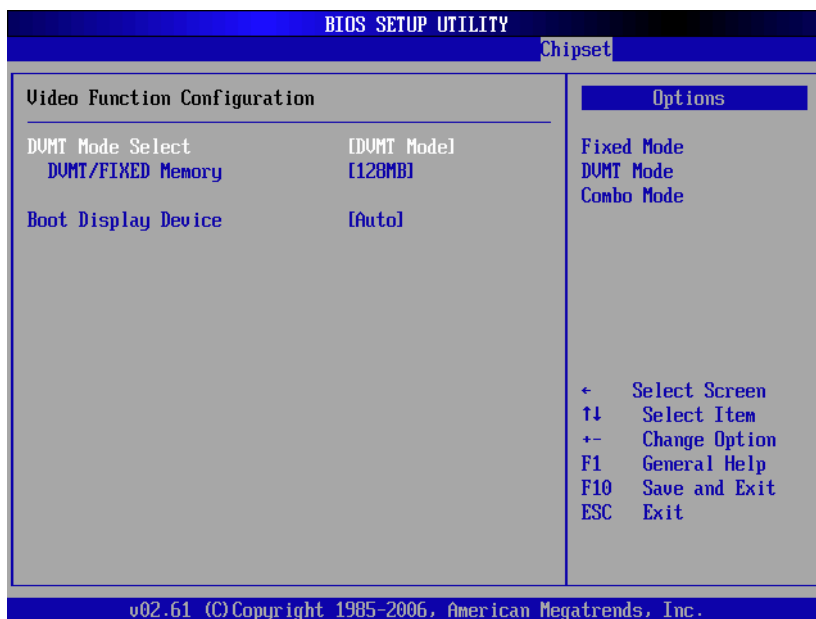 BIOS SETUP UTILITY
Chipset
Video Function Configuration
DVMT Mode Select [DVMT Mode]
DVMT/FIXED Memory [128MB]
Boot Display Device [Auto]
Options
Fixed Mode
DVMT Mode
Combo Mode
← Select Screen
↑↓ Select Item
+- Change Option
F1 General Help
F10 Save and Exit
ESC Exit
v02.61 (C)Copyright 1985-2006, American Megatrends, Inc.